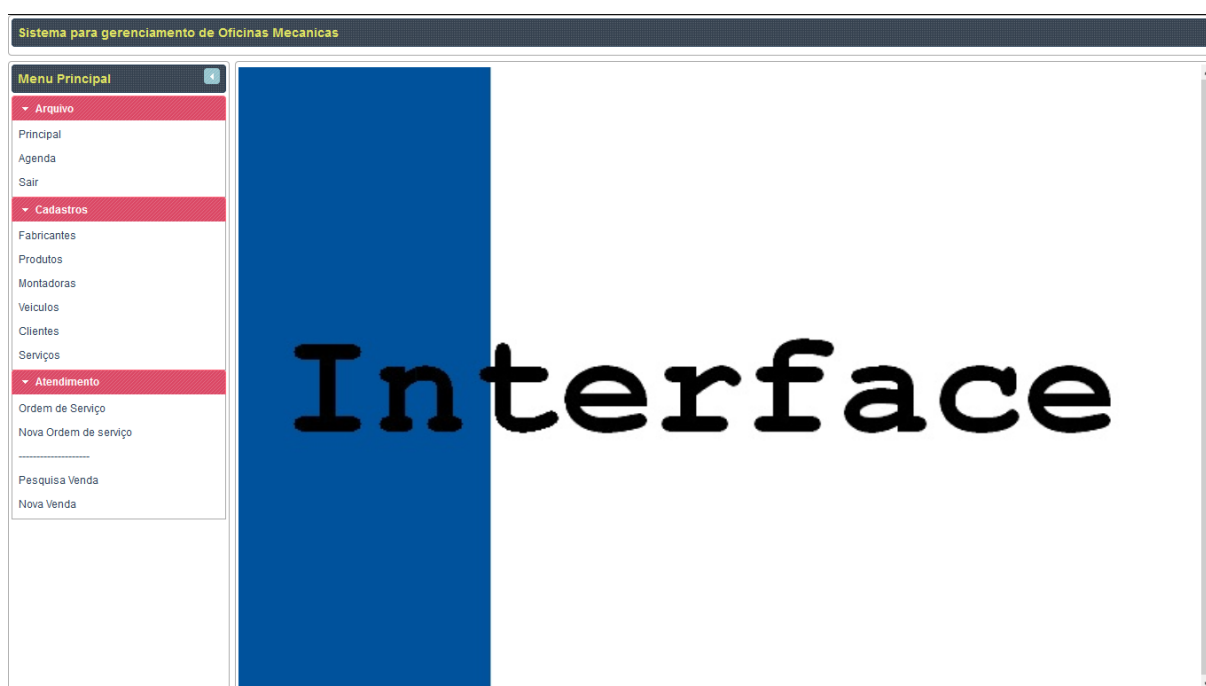 Sistema para gerenciamento de Oficinas Mecanicas
Menu Principal
Arquivo
Principal
Agenda
Sair
Cadastros
Fabricantes
Produtos
Montadoras
Veiculos
Clientes
Serviços
Atendimento
Ordem de Serviço
Nova Ordem de serviço
--------------------
Pesquisa Venda
Nova Venda
Interface